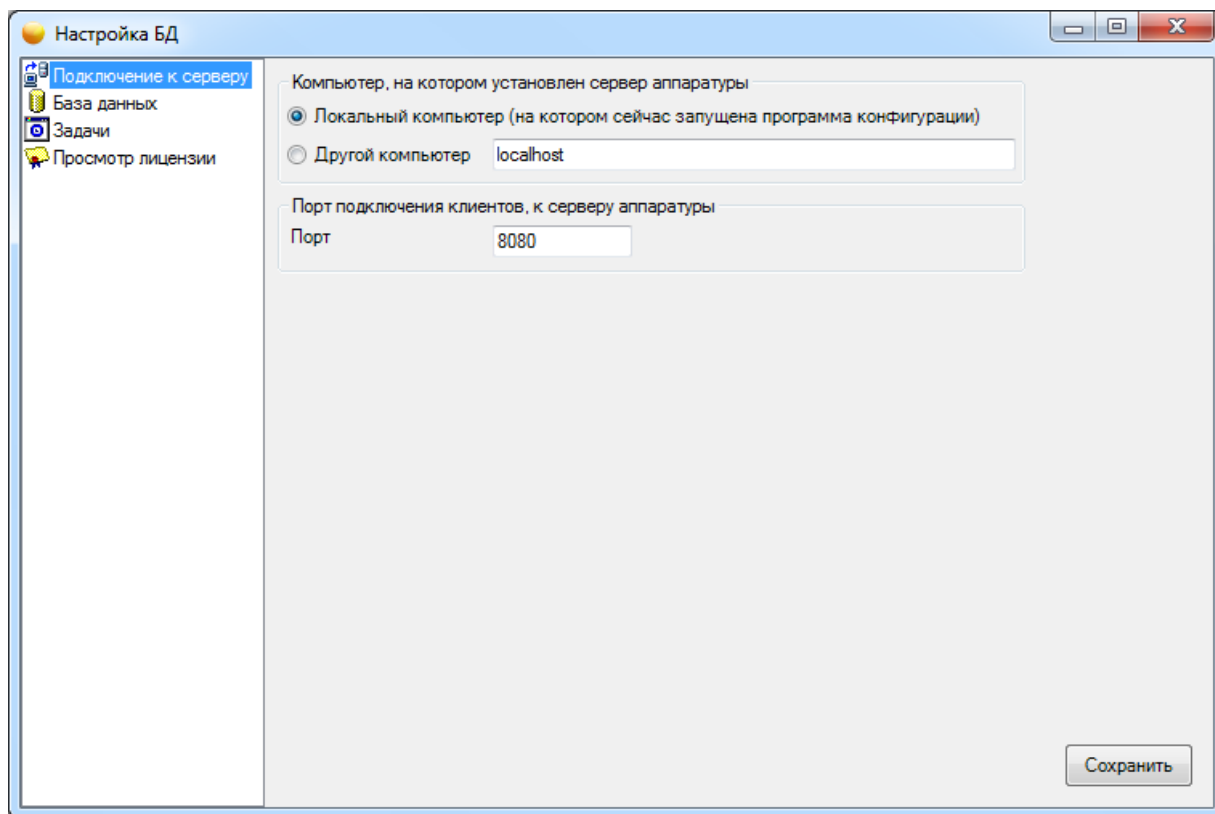 Настройка БД
Подключение к серверу
База данных
Задачи
Просмотр лицензии
Компьютер, на котором установлен сервер аппаратуры
Локальный компьютер (на котором сейчас запущена программа конфигурации)
Другой компьютер localhost
Порт подключения клиентов, к серверу аппаратуры
Порт 8080
Сохранить